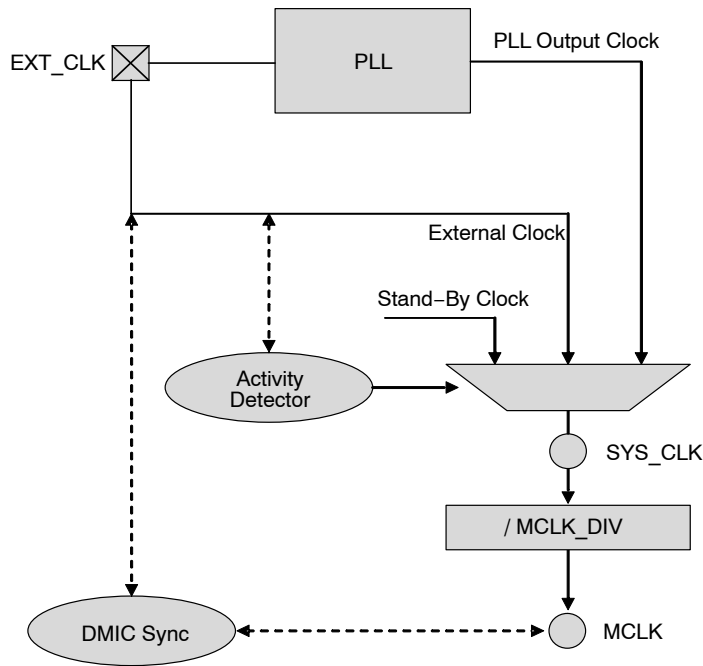 PLL Output Clock
EXT_CLK
PLL
External Clock
Stand−By Clock
Activity
Detector
SYS_CLK
/ MCLK_DIV
DMIC Sync
MCLK